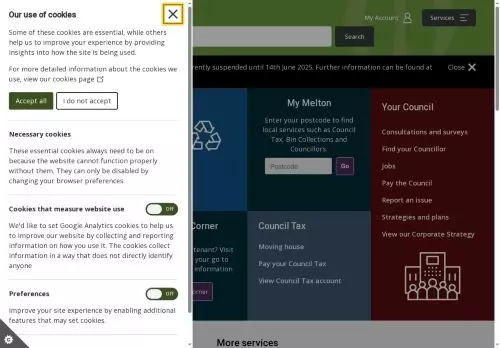 Our use of cookies
Some of these cookies are essential, while others
help us to improve your experience by providing
insights into how the site is being used.
For more detailed information about the cookies we
use, view our cookies page
Accept all
I do not accept
Necessary cookies
These essential cookies always need to be on
because the website cannot function properly
without them. They can only be disabled by
changing your browser preferences
Cookies that measure website use
Off
We'd like to set Google Analytics cookies to help us
to improve our website by collecting and reporting
information on how you use it. The cookies collect
information in a way that does not directly identify
anyone
Preferences
Off
Improve your site experience by enabling additional
features that may set cookies.
My Account
Services
Search
rently suspended until 14th June 2025. Further information can be found at
Close
My Melton
Enter your postcode to find
local services such as Council
Tax, Bin Collections and
Councillors.
Postcode
Go
Your Council
Consultations and surveys
Find your Councillor
Jobs
Pay the Council
Report an issue
Strategies and plans
View our Corporate Strategy
Corner
tenant? Visit
your go to
information
orner
Council Tax
Moving house
Pay your Council Tax
View Council Tax account
More services